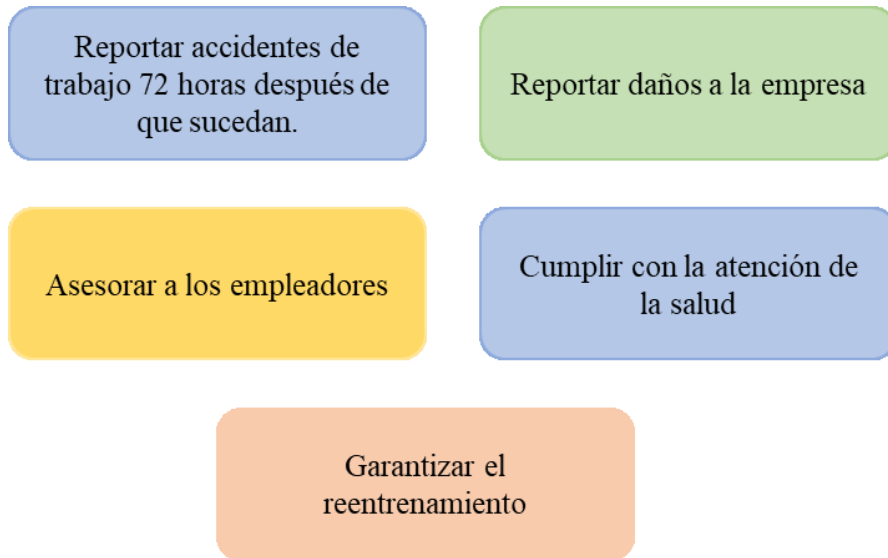 Reportar accidentes de
trabajo 72 horas después de
que sucedan.
Reportar daños a la empresa
Asesorar a los empleadores
Cumplir con la atención de
la salud
Garantizar el
reentrenamiento